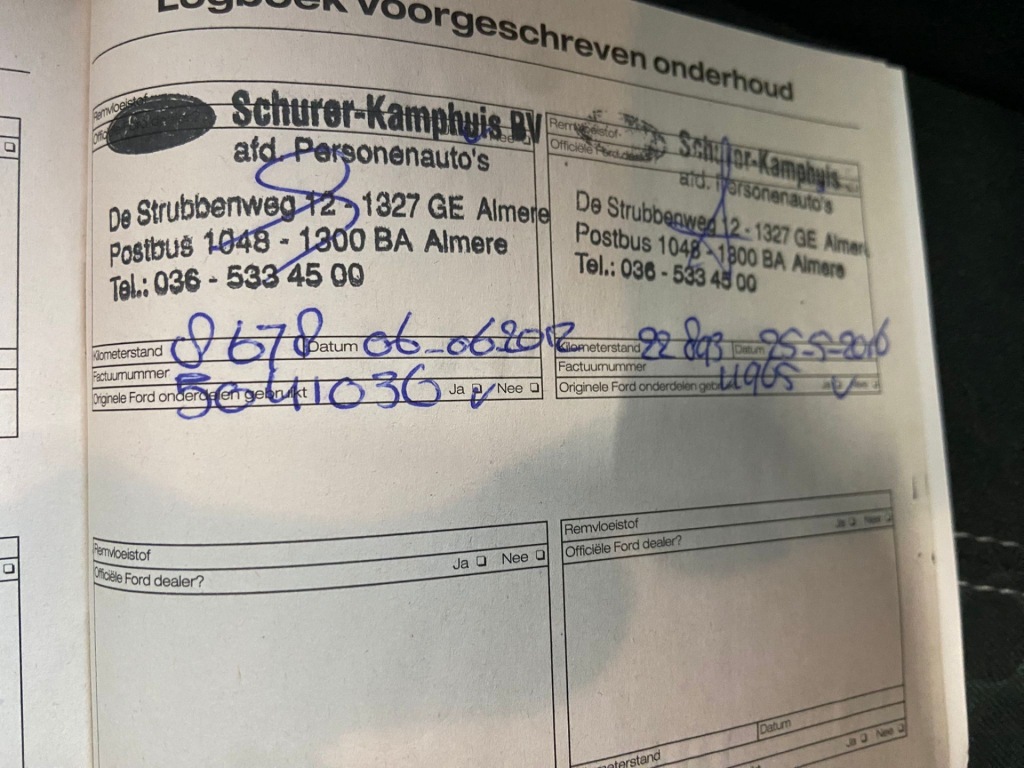 Logboek voorgeschreven onderhoud
Remvloeistof
Schurer-Kamphuis BV
Nee
afd. Personenauto's
De Strubbenweg 12 - 1327 GE Almere
Postbus 1048 - 1300 BA Almere
Tel.: 036 - 533 45 00
Kilometerstand 8678 Datum 06-06 2012
Factuurnummer
5041036
Originele Ford onderdelen gebruikt Ja Nee
Remvloeistof
Officiële Ford dealer?
Schurer-Kamphuis
afd. Personenauto's
De Strubbenweg 12 - 1327 GE Almere
Postbus 1048 - 1300 BA Almere
Tel.: 036 - 533 45 00
Kilometerstand 22 893 Datum 25-5-2016
Factuurnummer
Originele Ford onderdelen gebruikt
Remvloeistof
Ja Nee
Officiële Ford dealer?
Remvloeistof
Ja Nee
Officiële Ford dealer?
Datum
meterstand
Ja Nee